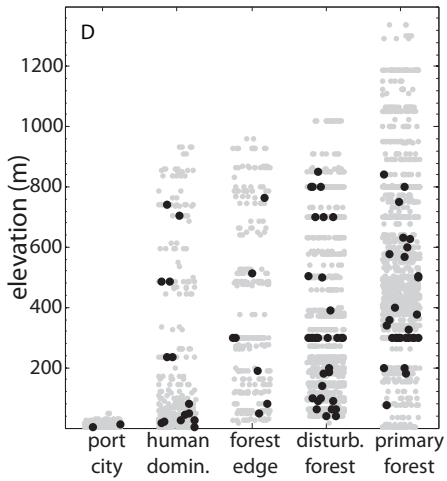 D
elevation (m)
1200
1000
800
600
400
200
port city
human domin.
forest edge
disturb. forest
primary forest